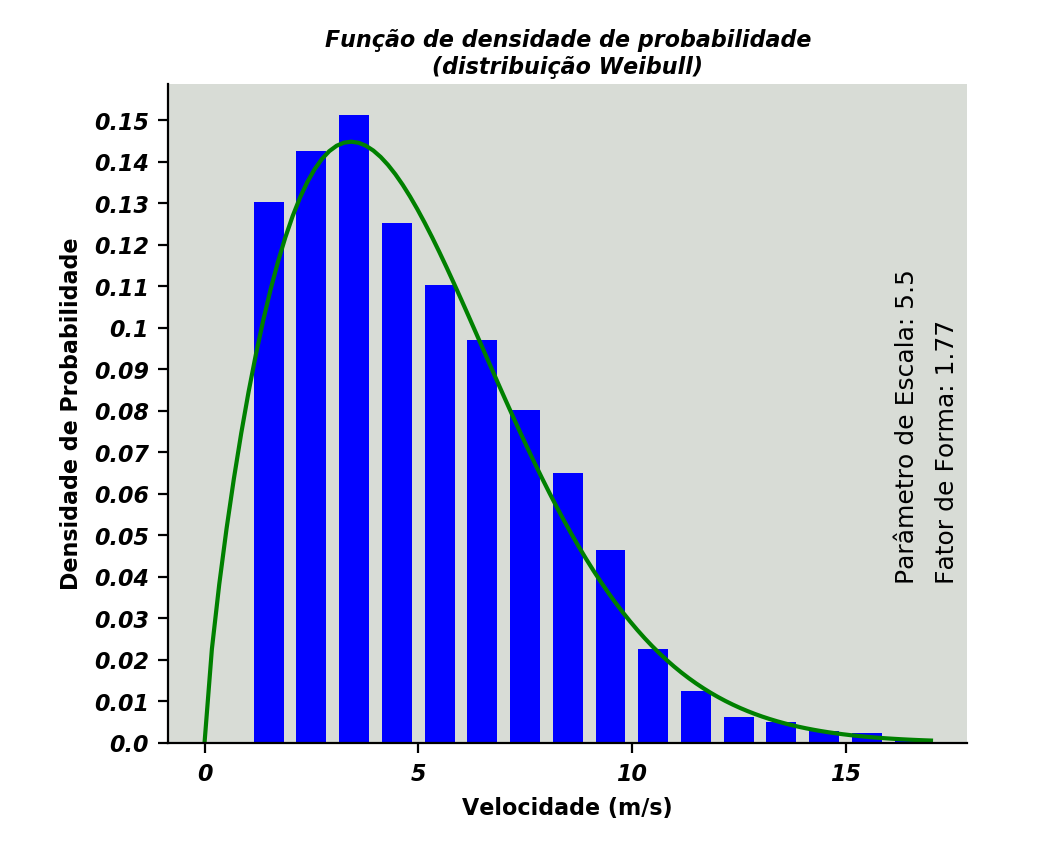 Função de densidade de probabilidade
(distribuição Weibull)
Densidade de Probabilidade
0.15
0.14
0.13
0.12
0.11
0.1
0.09
0.08
0.07
0.06
0.05
0.04
0.03
0.02
0.01
0.0
Parâmetro de Escala: 5.5
Fator de Forma: 1.77
0 5 10 15
Velocidade (m/s)